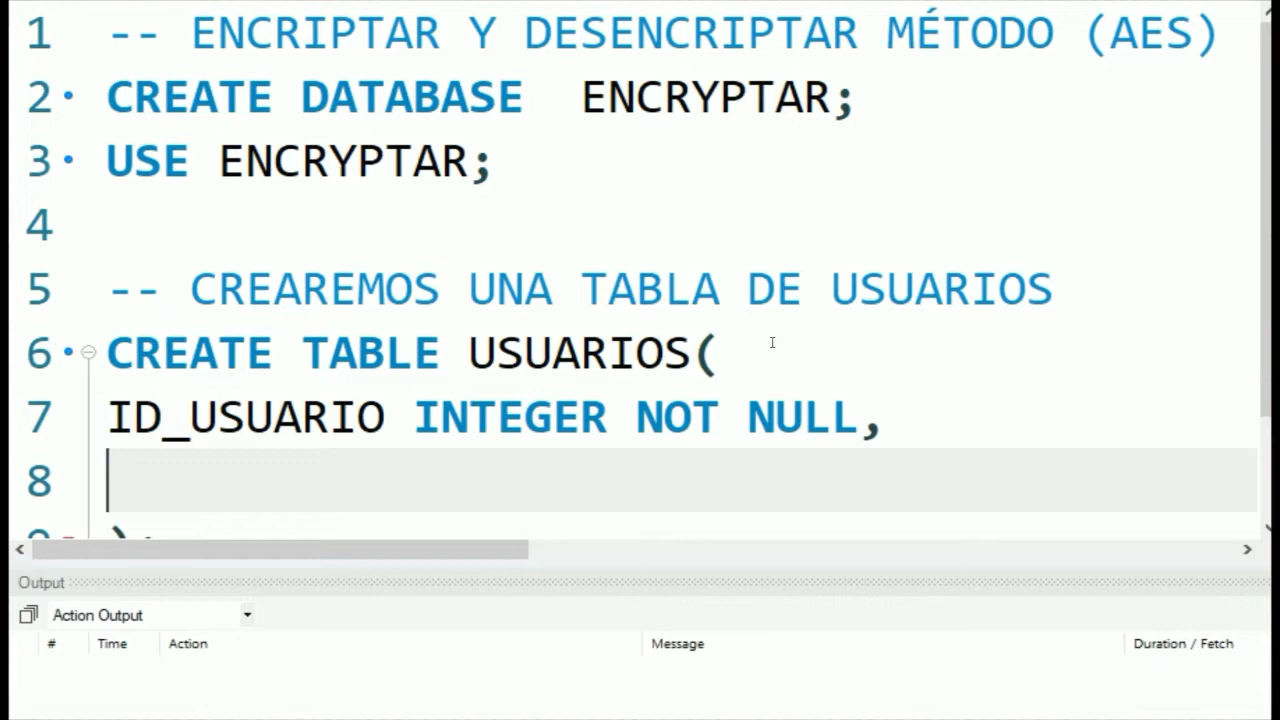 1 -- ENCRIPTAR Y DESENCRIPTAR MÉTODO (AES)
2 CREATE DATABASE  ENCRYPTAR;
3 USE ENCRYPTAR;
4
5 -- CREAREMOS UNA TABLA DE USUARIOS
6 CREATE TABLE USUARIOS(
7 ID_USUARIO INTEGER NOT NULL,
8
9 );
Output
Action Output
# Time Action Message Duration / Fetch